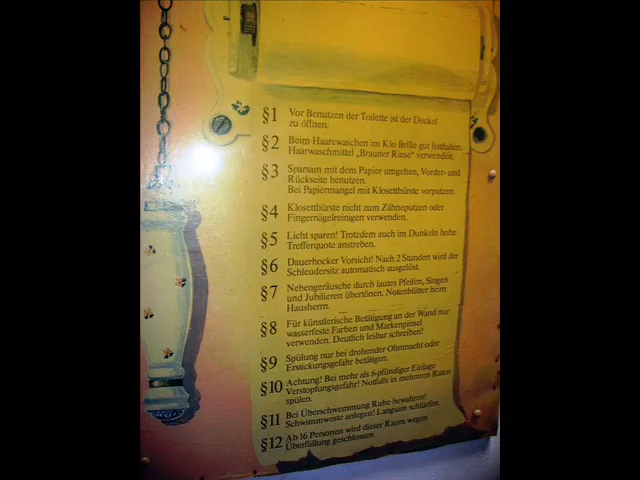 §1 Vor Benutzen der Toilette ist der Deckel
zu öffnen.
§2 Beim Haarewaschen im Klo Brille gut festhalten.
Haarwaschmittel „Brauner Riese“ verwenden.
§3 Sparsam mit dem Papier umgehen, Vorder- und
Rückseite benutzen.
Bei Papiermangel mit Klosettbürste vorputzen.
§4 Klosettbürste nicht zum Zähneputzen oder
Fingernägelreinigen verwenden.
§5 Licht sparen! Trotzdem auch im Dunkeln hohe
Trefferquote anstreben.
§6 Dauerhocker Vorsicht! Nach 2 Stunden wird der
Schleudersitz automatisch ausgelöst.
§7 Nebengeräusche durch lautes Pfeifen, Singen
und Jubilieren übertönen. Notenblätter beim
Hausherrn.
§8 Für künstlerische Betätigung an der Wand nur
wasserfeste Farben und Markenpinsel
verwenden. Deutlich lesbar schreiben!
§9 Spülung nur bei drohender Ohnmacht oder
Erstickungsgefahr betätigen.
§10 Achtung! Bei mehr als 6-pfündiger Einlage
Verstopfungsgefahr! Notfalls in mehreren Raten
spülen.
§11 Bei Überschwemmung Ruhe bewahren!
Schwimmweste anlegen! Langsam schlürfen.
§12 Ab 16 Personen wird dieser Raum wegen
Überfüllung geschlossen.